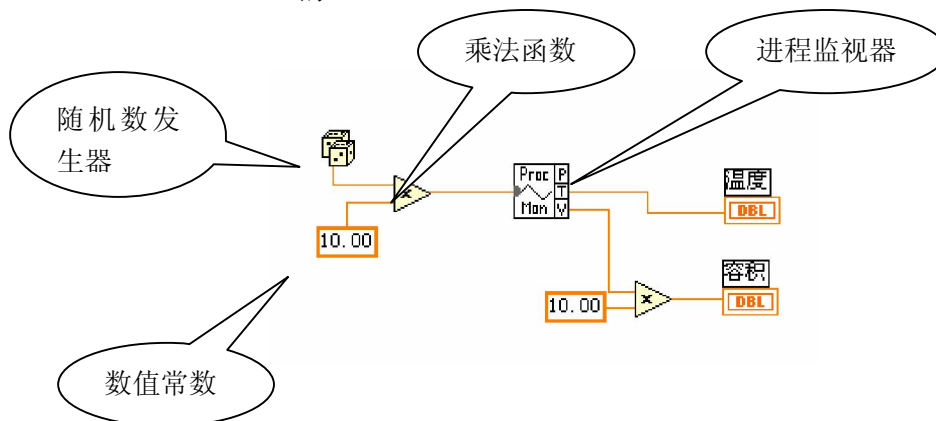 乘法函数
进程监视器
随机数发
生器
Proc P
T
Mon V
温度
DBL
10.00
容积
DBL
10.00
x
x
数值常数